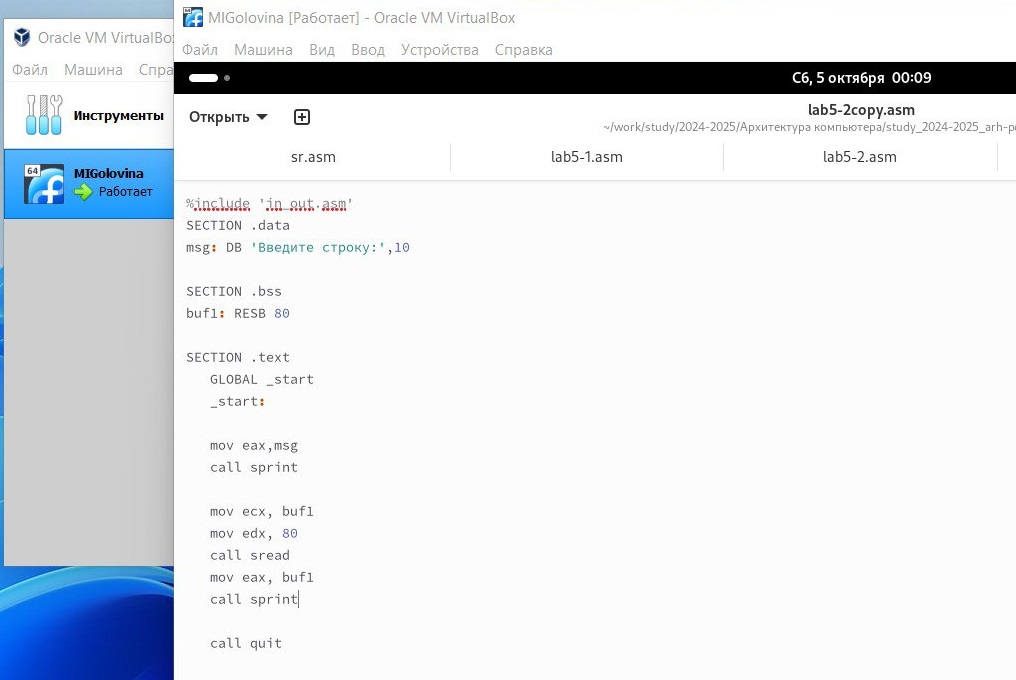 Oracle VM VirtualBox
Файл Машина Спра
Инструменты
64
MIGolovina
Работает
MIGolovina [Работает] - Oracle VM VirtualBox
Файл Машина Вид Ввод Устройства Справка
Сб, 5 октября 00:09
Открыть
lab5-2copy.asm
~/work/study/2024-2025/Архитектура компьютера/study_2024-2025_arh-p
sr.asm lab5-1.asm lab5-2.asm
%include 'in_out.asm'
SECTION .data
msg: DB 'Введите строку:',10
SECTION .bss
buf1: RESB 80
SECTION .text
GLOBAL _start
_start:
mov eax,msg
call sprint
mov ecx, buf1
mov edx, 80
call sread
mov eax, buf1
call sprint
call quit